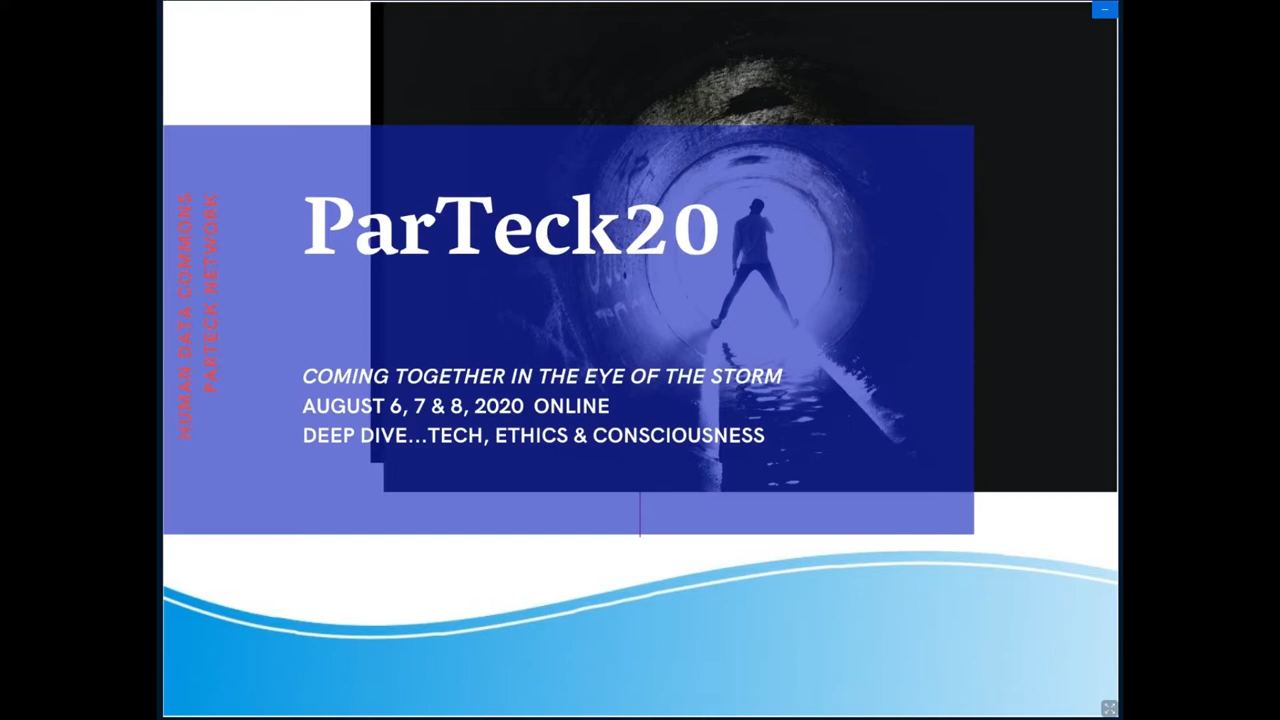 HUMAN DATA COMMONS
PARTECK NETWORK
ParTeck20
COMING TOGETHER IN THE EYE OF THE STORM
AUGUST 6, 7 & 8, 2020 ONLINE
DEEP DIVE...TECH, ETHICS & CONSCIOUSNESS